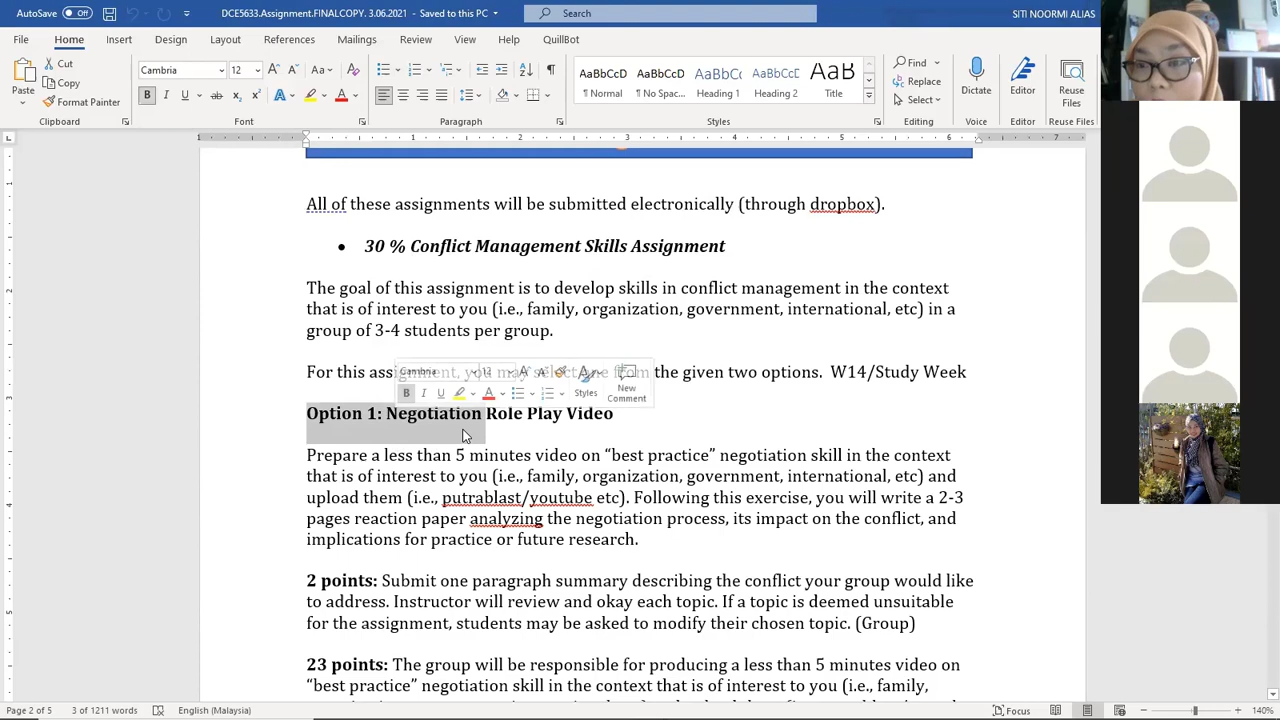 AutoSave Off
DCE5633.Assignment.FINALCOPY. 3.06.2021 - Saved to this PC
Search
SITI NOORMI ALIAS
File Home Insert Design Layout References Mailings Review View Help QuillBot
Paste
Cut
Copy
Format Painter
Clipboard
Cambria 12
Font
Paragraph
AaBbCcD AaBbCcD AaBbCc AaBbCcD AaB
¶ Normal ¶ No Spac... Heading 1 Heading 2 Title
Styles
Find
Replace
Select
Editing
Dictate
Voice
Editor
Editor
Reuse
Files
Reuse Files
All of these assignments will be submitted electronically (through dropbox).
• 30 % Conflict Management Skills Assignment
The goal of this assignment is to develop skills in conflict management in the context
that is of interest to you (i.e., family, organization, government, international, etc) in a
group of 3-4 students per group.
For this assignment, you may select one from the given two options. W14/Study Week
Cambria 12
Styles
New
Comment
Option 1: Negotiation Role Play Video
Prepare a less than 5 minutes video on “best practice” negotiation skill in the context
that is of interest to you (i.e., family, organization, government, international, etc) and
upload them (i.e., putrablast/youtube etc). Following this exercise, you will write a 2-3
pages reaction paper analyzing the negotiation process, its impact on the conflict, and
implications for practice or future research.
2 points: Submit one paragraph summary describing the conflict your group would like
to address. Instructor will review and okay each topic. If a topic is deemed unsuitable
for the assignment, students may be asked to modify their chosen topic. (Group)
23 points: The group will be responsible for producing a less than 5 minutes video on
“best practice” negotiation skill in the context that is of interest to you (i.e., family,
Page 2 of 5 3 of 1211 words English (Malaysia) Focus 140%